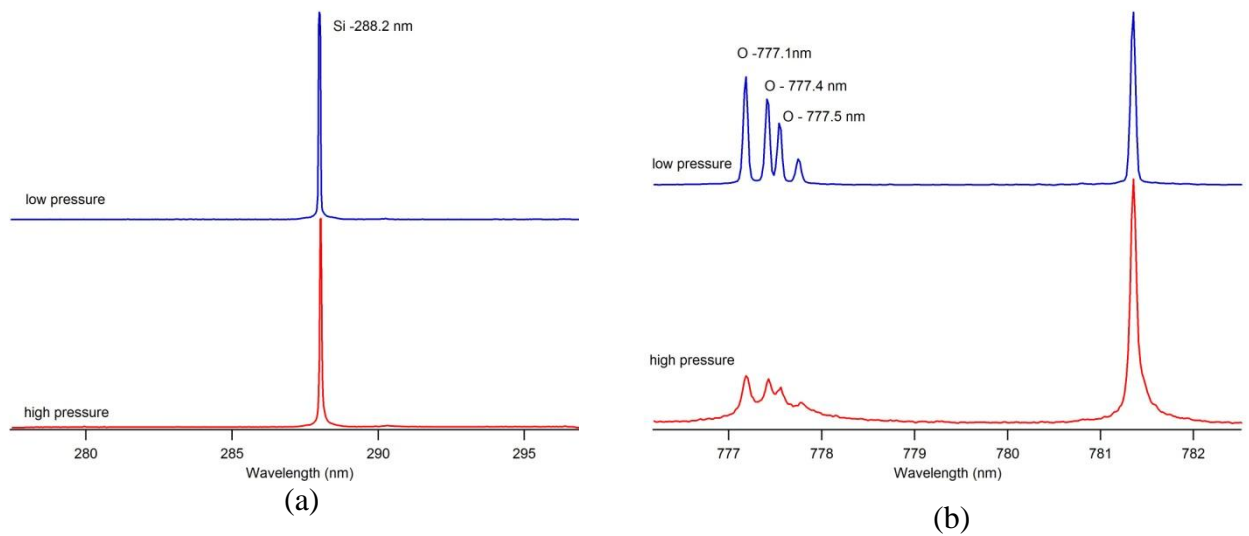 Si -288.2 nm
low pressure
high pressure
280 285 290 295
Wavelength (nm)
(a)
O -777.1nm
O - 777.4 nm
O - 777.5 nm
low pressure
high pressure
777 778 779 780 781 782
Wavelength (nm)
(b)